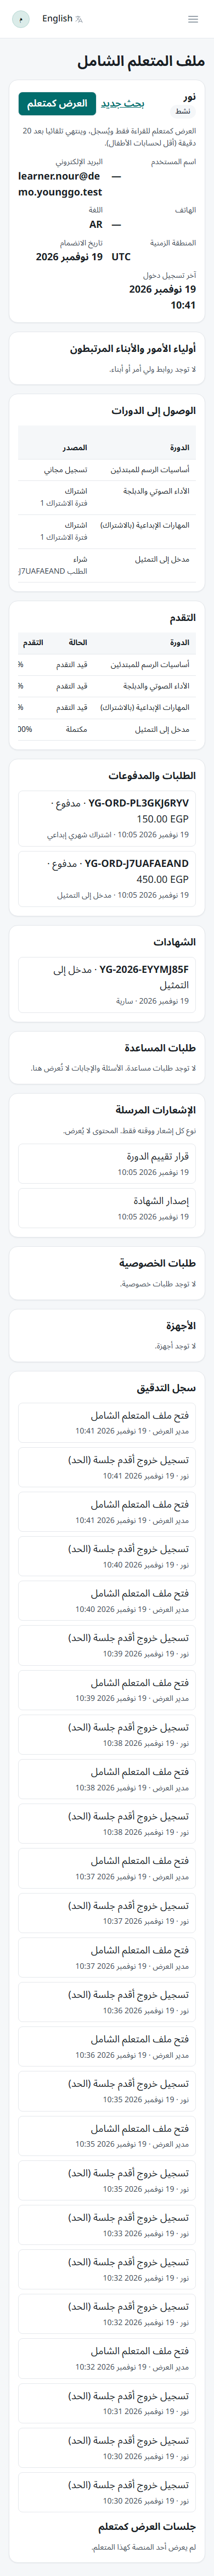 English
م
ملف المتعلم الشامل
نور
نشط
بحث جديد
العرض كمتعلم
العرض كمتعلم للقراءة فقط ويُسجل، وينتهي تلقائيا بعد 20
دقيقة (أقل لحسابات الأطفال).
اسم المستخدم
—
البريد الإلكتروني
learner.nour@de
mo.younggo.test
الهاتف
—
اللغة
AR
المنطقة الزمنية
UTC
تاريخ الانضمام
19 نوفمبر 2026
آخر تسجيل دخول
19 نوفمبر 2026
10:41
أولياء الأمور والأبناء المرتبطون
لا توجد روابط ولي أمر أو أبناء.
الوصول إلى الدورات
الدورة المصدر
أساسيات الرسم للمبتدئين تسجيل مجاني
الأداء الصوتي والدبلجة اشتراك
فترة الاشتراك 1
المهارات الإبداعية (بالاشتراك) اشتراك
فترة الاشتراك 1
مدخل إلى التمثيل شراء
الطلب J7UAFAEAND-
التقدم
الدورة الحالة التقدم
أساسيات الرسم للمبتدئين قيد التقدم %
الأداء الصوتي والدبلجة قيد التقدم %
المهارات الإبداعية (بالاشتراك) قيد التقدم %
مدخل إلى التمثيل مكتملة 00%
الطلبات والمدفوعات
YG-ORD-PL3GKJ6RYV · مدفوع ·
150.00 EGP
19 نوفمبر 2026 10:05 · اشتراك شهري إبداعي
YG-ORD-J7UAFAEAND · مدفوع ·
450.00 EGP
19 نوفمبر 2026 10:05 · مدخل إلى التمثيل
الشهادات
YG-2026-EYYMJ85F · مدخل إلى
التمثيل
19 نوفمبر 2026 · سارية
طلبات المساعدة
لا توجد طلبات مساعدة. الأسئلة والإجابات لا تُعرض هنا.
الإشعارات المرسلة
نوع كل إشعار ووقته فقط. المحتوى لا يُعرض.
قرار تقييم الدورة
19 نوفمبر 2026 10:05
إصدار الشهادة
19 نوفمبر 2026 10:05
طلبات الخصوصية
لا توجد طلبات خصوصية.
الأجهزة
لا توجد أجهزة.
سجل التدقيق
فتح ملف المتعلم الشامل
مدير العرض · 19 نوفمبر 2026 10:41
تسجيل خروج أقدم جلسة (الحد)
نور · 19 نوفمبر 2026 10:41
فتح ملف المتعلم الشامل
مدير العرض · 19 نوفمبر 2026 10:41
تسجيل خروج أقدم جلسة (الحد)
نور · 19 نوفمبر 2026 10:40
فتح ملف المتعلم الشامل
مدير العرض · 19 نوفمبر 2026 10:40
تسجيل خروج أقدم جلسة (الحد)
نور · 19 نوفمبر 2026 10:39
فتح ملف المتعلم الشامل
مدير العرض · 19 نوفمبر 2026 10:39
تسجيل خروج أقدم جلسة (الحد)
نور · 19 نوفمبر 2026 10:38
فتح ملف المتعلم الشامل
مدير العرض · 19 نوفمبر 2026 10:38
تسجيل خروج أقدم جلسة (الحد)
نور · 19 نوفمبر 2026 10:38
فتح ملف المتعلم الشامل
مدير العرض · 19 نوفمبر 2026 10:37
تسجيل خروج أقدم جلسة (الحد)
نور · 19 نوفمبر 2026 10:37
فتح ملف المتعلم الشامل
مدير العرض · 19 نوفمبر 2026 10:37
تسجيل خروج أقدم جلسة (الحد)
نور · 19 نوفمبر 2026 10:36
فتح ملف المتعلم الشامل
مدير العرض · 19 نوفمبر 2026 10:36
تسجيل خروج أقدم جلسة (الحد)
نور · 19 نوفمبر 2026 10:35
فتح ملف المتعلم الشامل
مدير العرض · 19 نوفمبر 2026 10:35
تسجيل خروج أقدم جلسة (الحد)
نور · 19 نوفمبر 2026 10:35
تسجيل خروج أقدم جلسة (الحد)
نور · 19 نوفمبر 2026 10:33
تسجيل خروج أقدم جلسة (الحد)
نور · 19 نوفمبر 2026 10:32
تسجيل خروج أقدم جلسة (الحد)
نور · 19 نوفمبر 2026 10:32
فتح ملف المتعلم الشامل
مدير العرض · 19 نوفمبر 2026 10:32
تسجيل خروج أقدم جلسة (الحد)
نور · 19 نوفمبر 2026 10:31
تسجيل خروج أقدم جلسة (الحد)
نور · 19 نوفمبر 2026 10:30
تسجيل خروج أقدم جلسة (الحد)
نور · 19 نوفمبر 2026 10:30
جلسات العرض كمتعلم
لم يعرض أحد المنصة كهذا المتعلم.